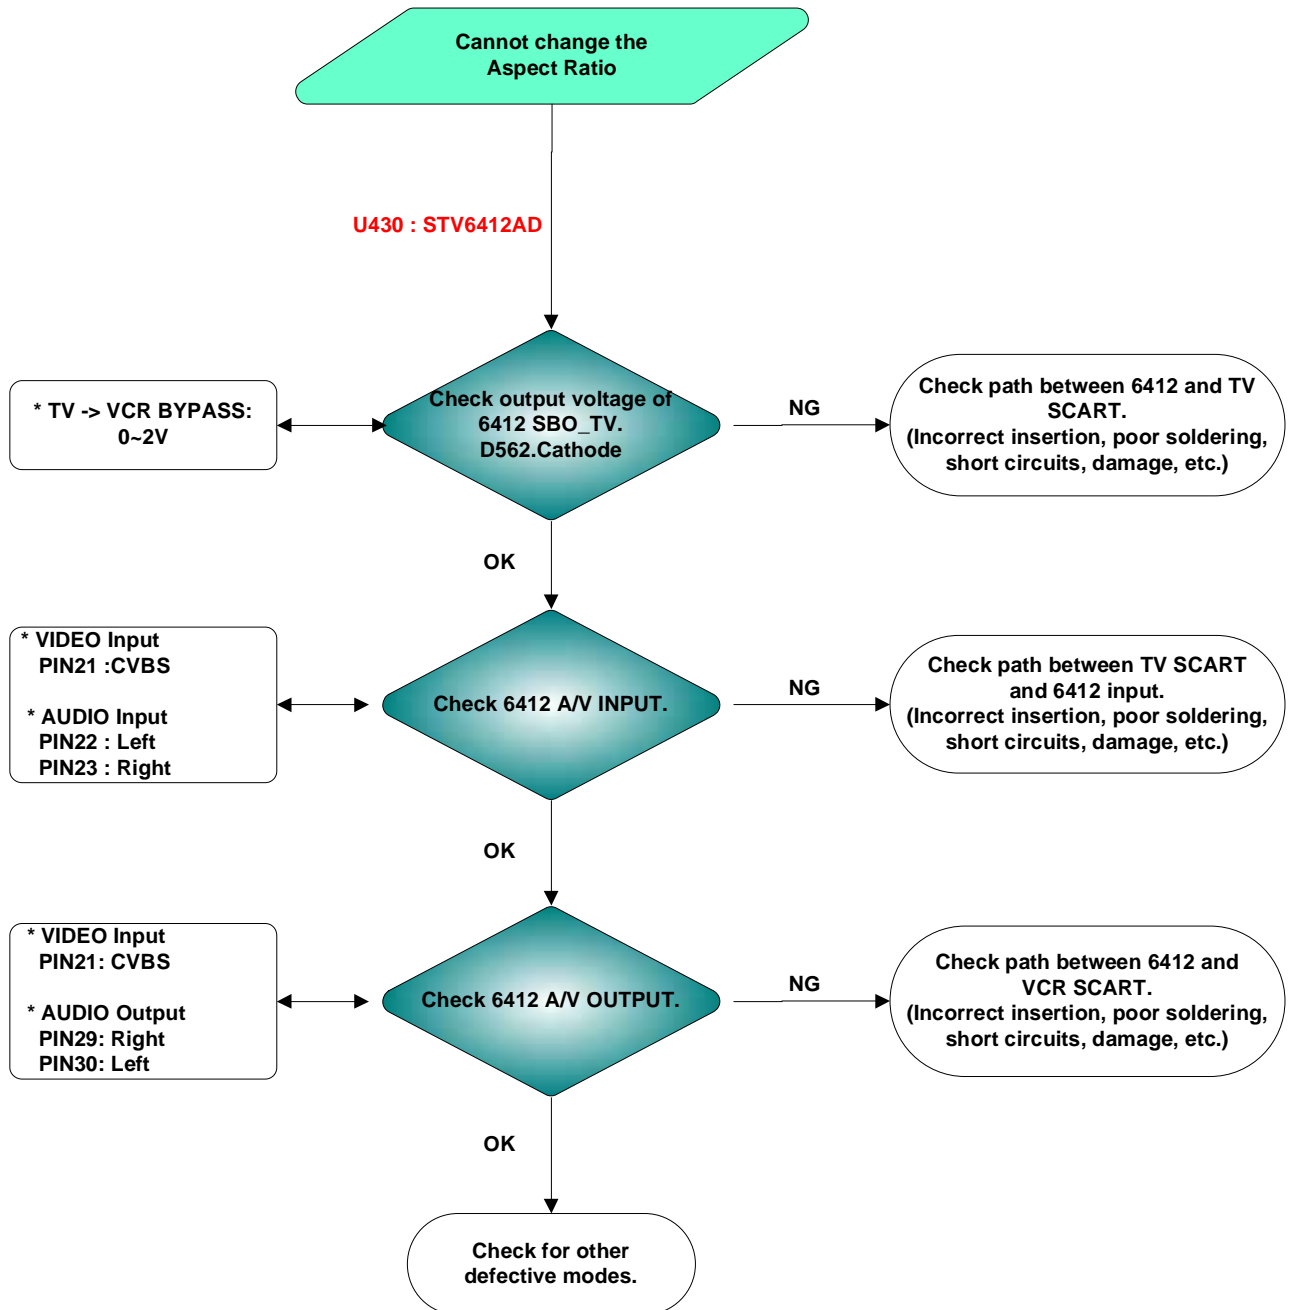 Cannot change the
Aspect Ratio
U430 : STV6412AD
* TV -> VCR BYPASS:
0~2V
Check output voltage of
6412 SBO_TV.
D562.Cathode
NG
Check path between 6412 and TV
SCART.
(Incorrect insertion, poor soldering,
short circuits, damage, etc.)
OK
* VIDEO Input
PIN21 :CVBS
* AUDIO Input
PIN22 : Left
PIN23 : Right
Check 6412 A/V INPUT.
NG
Check path between TV SCART
and 6412 input.
(Incorrect insertion, poor soldering,
short circuits, damage, etc.)
OK
* VIDEO Input
PIN21: CVBS
* AUDIO Output
PIN29: Right
PIN30: Left
Check 6412 A/V OUTPUT.
NG
Check path between 6412 and
VCR SCART.
(Incorrect insertion, poor soldering,
short circuits, damage, etc.)
OK
Check for other
defective modes.